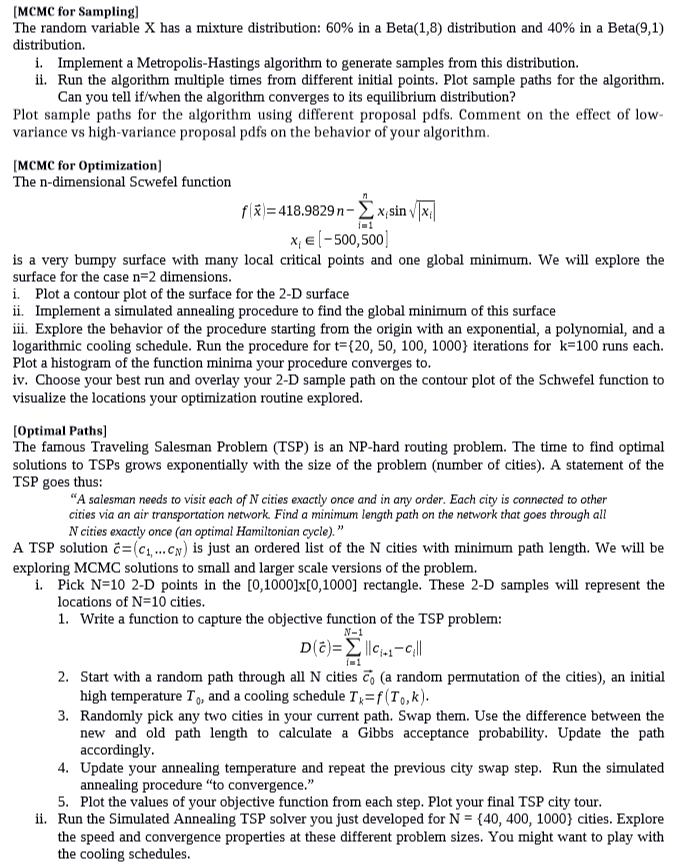 [MCMC for Sampling]
The random variable X has a mixture distribution: 60% in a Beta(1,8) distribution and 40% in a Beta(9,1)
distribution.
i. Implement a Metropolis-Hastings algorithm to generate samples from this distribution.
ii. Run the algorithm multiple times from different initial points. Plot sample paths for the algorithm.
Can you tell if/when the algorithm converges to its equilibrium distribution?
Plot sample paths for the algorithm using different proposal pdfs. Comment on the effect of low-
variance vs high-variance proposal pdfs on the behavior of your algorithm.
[MCMC for Optimization]
The n-dimensional Scwefel function
f(x⃗)=418.9829n−∑_{i=1}^{n} x_i sin √|x_i|
x_i ∈[−500,500]
is a very bumpy surface with many local critical points and one global minimum. We will explore the
surface for the case n=2 dimensions.
i. Plot a contour plot of the surface for the 2-D surface
ii. Implement a simulated annealing procedure to find the global minimum of this surface
iii. Explore the behavior of the procedure starting from the origin with an exponential, a polynomial, and a
logarithmic cooling schedule. Run the procedure for t={20, 50, 100, 1000} iterations for k=100 runs each.
Plot a histogram of the function minima your procedure converges to.
iv. Choose your best run and overlay your 2-D sample path on the contour plot of the Schwefel function to
visualize the locations your optimization routine explored.
[Optimal Paths]
The famous Traveling Salesman Problem (TSP) is an NP-hard routing problem. The time to find optimal
solutions to TSPs grows exponentially with the size of the problem (number of cities). A statement of the
TSP goes thus:
“A salesman needs to visit each of N cities exactly once and in any order. Each city is connected to other
cities via an air transportation network. Find a minimum length path on the network that goes through all
N cities exactly once (an optimal Hamiltonian cycle).”
A TSP solution c⃗=(c_1,...c_N) is just an ordered list of the N cities with minimum path length. We will be
exploring MCMC solutions to small and larger scale versions of the problem.
i. Pick N=10 2-D points in the [0,1000]x[0,1000] rectangle. These 2-D samples will represent the
locations of N=10 cities.
1. Write a function to capture the objective function of the TSP problem:
D(c⃗)=∑_{i=1}^{N−1} ||c_{i+1}−c_i||
2. Start with a random path through all N cities c⃗_0 (a random permutation of the cities), an initial
high temperature T_0, and a cooling schedule T_k=f(T_0,k).
3. Randomly pick any two cities in your current path. Swap them. Use the difference between the
new and old path length to calculate a Gibbs acceptance probability. Update the path
accordingly.
4. Update your annealing temperature and repeat the previous city swap step. Run the simulated
annealing procedure “to convergence.”
5. Plot the values of your objective function from each step. Plot your final TSP city tour.
ii. Run the Simulated Annealing TSP solver you just developed for N = {40, 400, 1000} cities. Explore
the speed and convergence properties at these different problem sizes. You might want to play with
the cooling schedules.